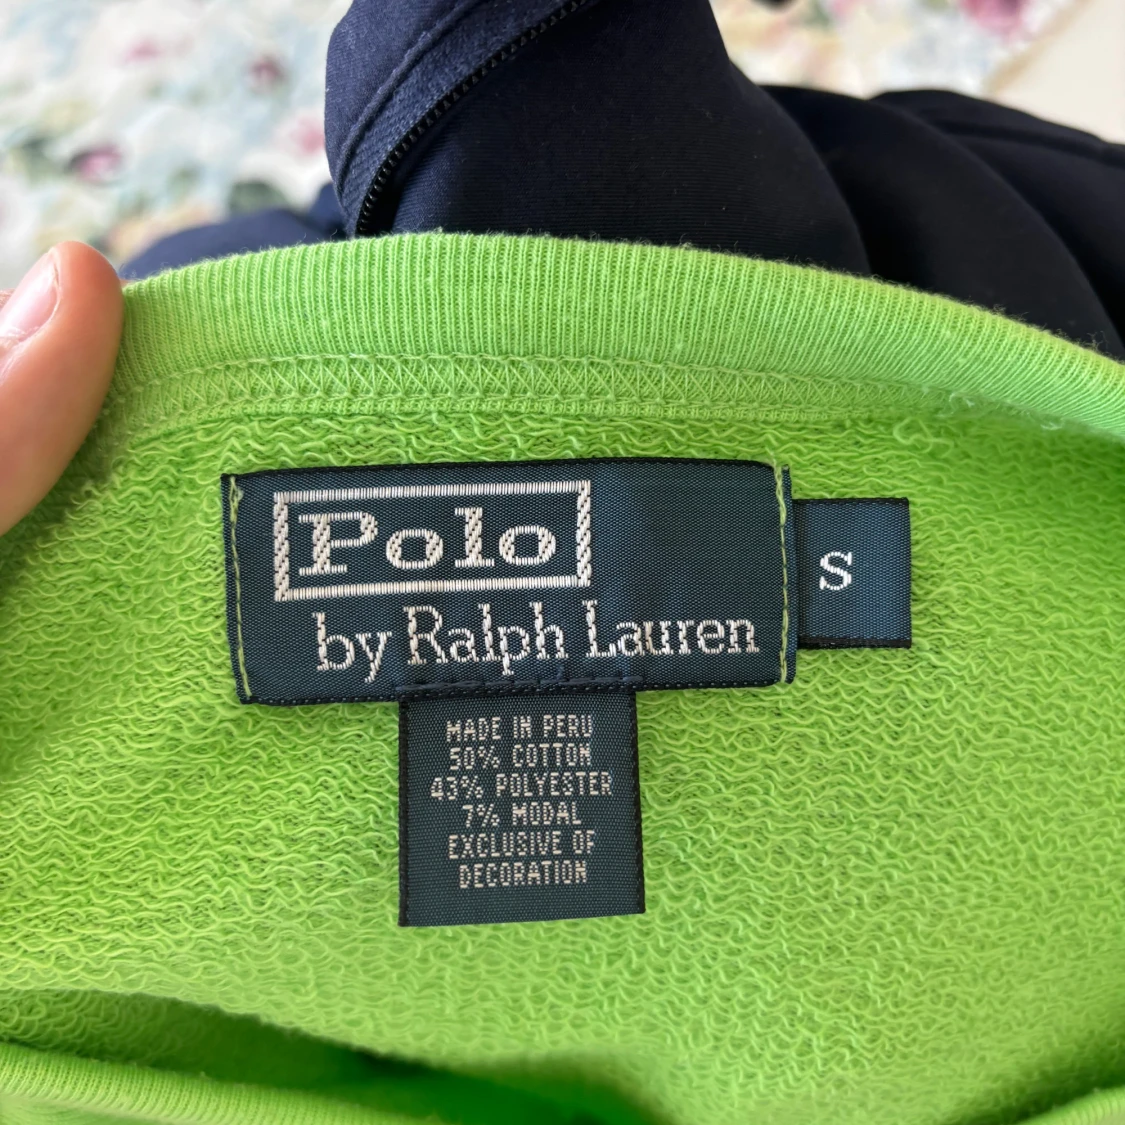 Polo
by Ralph Lauren
S
MADE IN PERU
50% COTTON
43% POLYESTER
7% MODAL
EXCLUSIVE OF
DECORATION